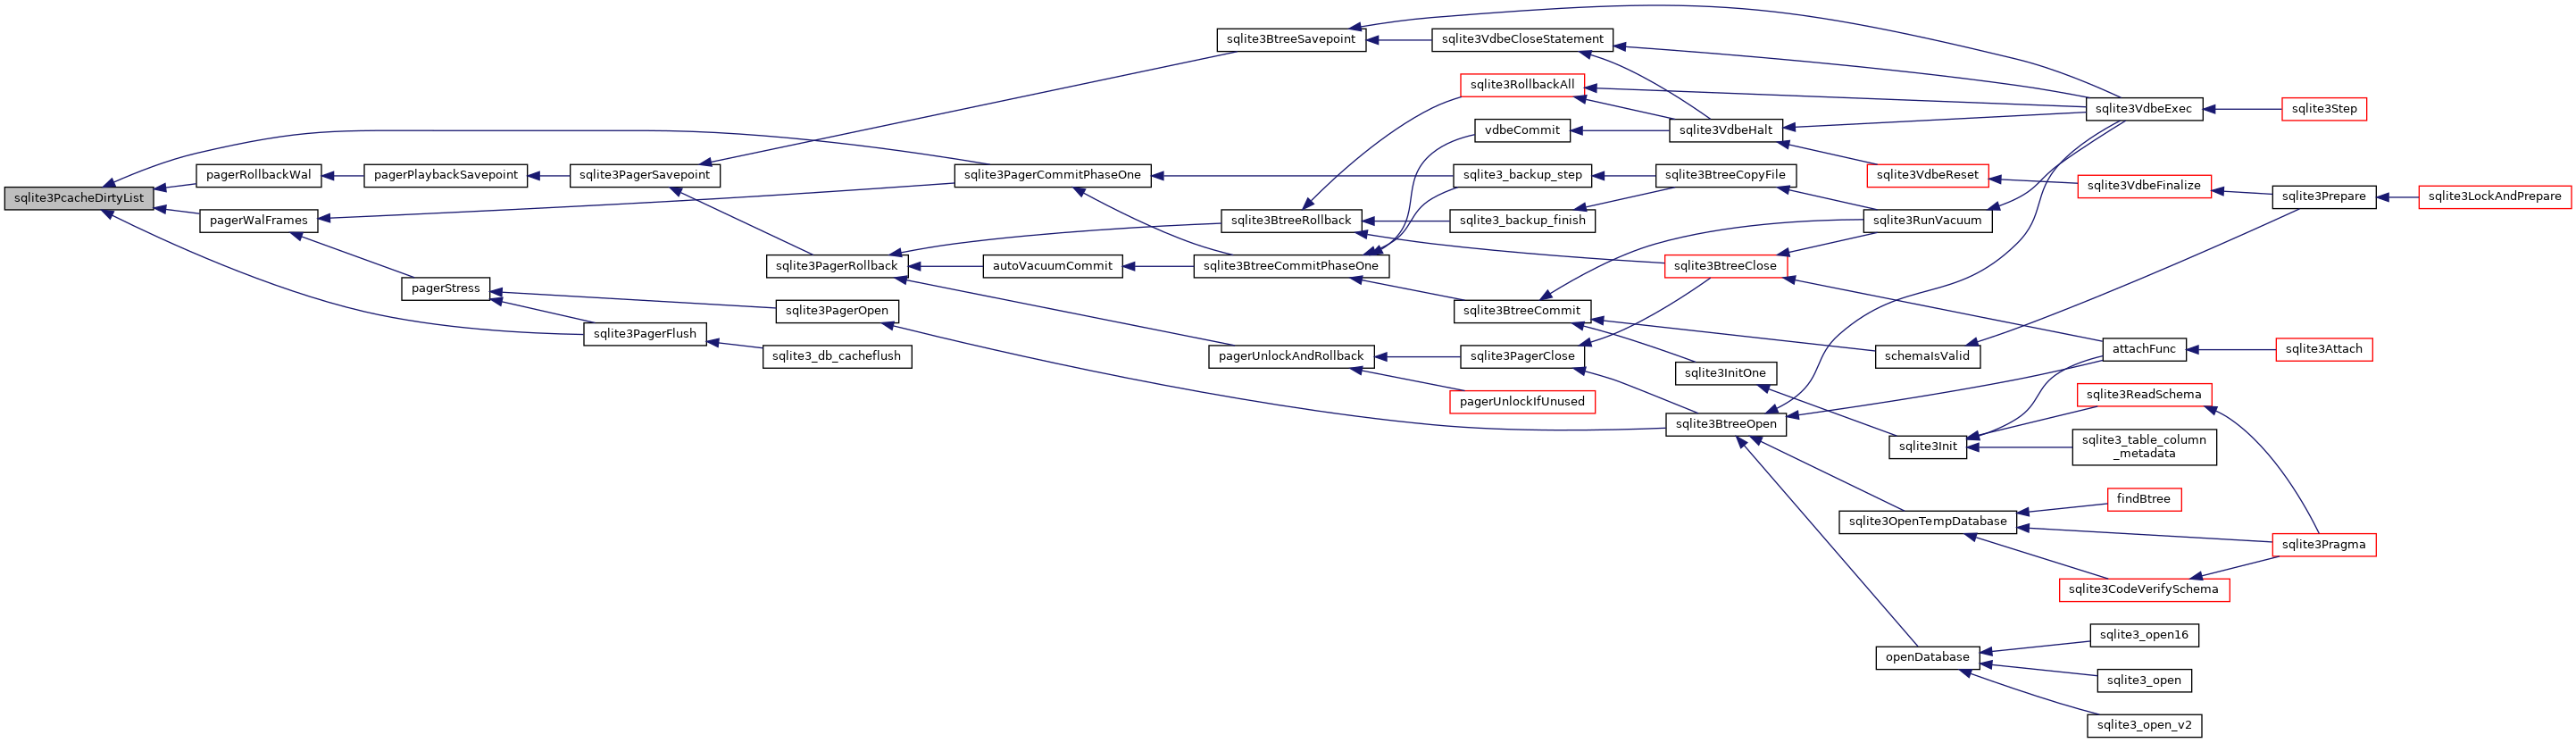 sqlite3PcacheDirtyList
pagerRollbackWal
pagerWalFrames
pagerPlaybackSavepoint
pagerStress
sqlite3PagerSavepoint
sqlite3PagerFlush
sqlite3PagerRollback
sqlite3PagerOpen
sqlite3_db_cacheflush
sqlite3PagerCommitPhaseOne
autoVacuumCommit
sqlite3BtreeSavepoint
sqlite3BtreeRollback
sqlite3BtreeCommitPhaseOne
pagerUnlockAndRollback
sqlite3VdbeCloseStatement
sqlite3RollbackAll
vdbeCommit
sqlite3_backup_step
sqlite3_backup_finish
sqlite3BtreeCommit
sqlite3PagerClose
pagerUnlockIfUnused
sqlite3VdbeHalt
sqlite3BtreeCopyFile
sqlite3BtreeClose
sqlite3InitOne
sqlite3BtreeOpen
sqlite3VdbeReset
sqlite3RunVacuum
schemaIsValid
sqlite3Init
sqlite3OpenTempDatabase
openDatabase
sqlite3VdbeExec
sqlite3VdbeFinalize
attachFunc
sqlite3ReadSchema
sqlite3_table_column
_metadata
findBtree
sqlite3CodeVerifySchema
sqlite3_open16
sqlite3_open
sqlite3_open_v2
sqlite3Step
sqlite3Prepare
sqlite3Attach
sqlite3Pragma
sqlite3LockAndPrepare